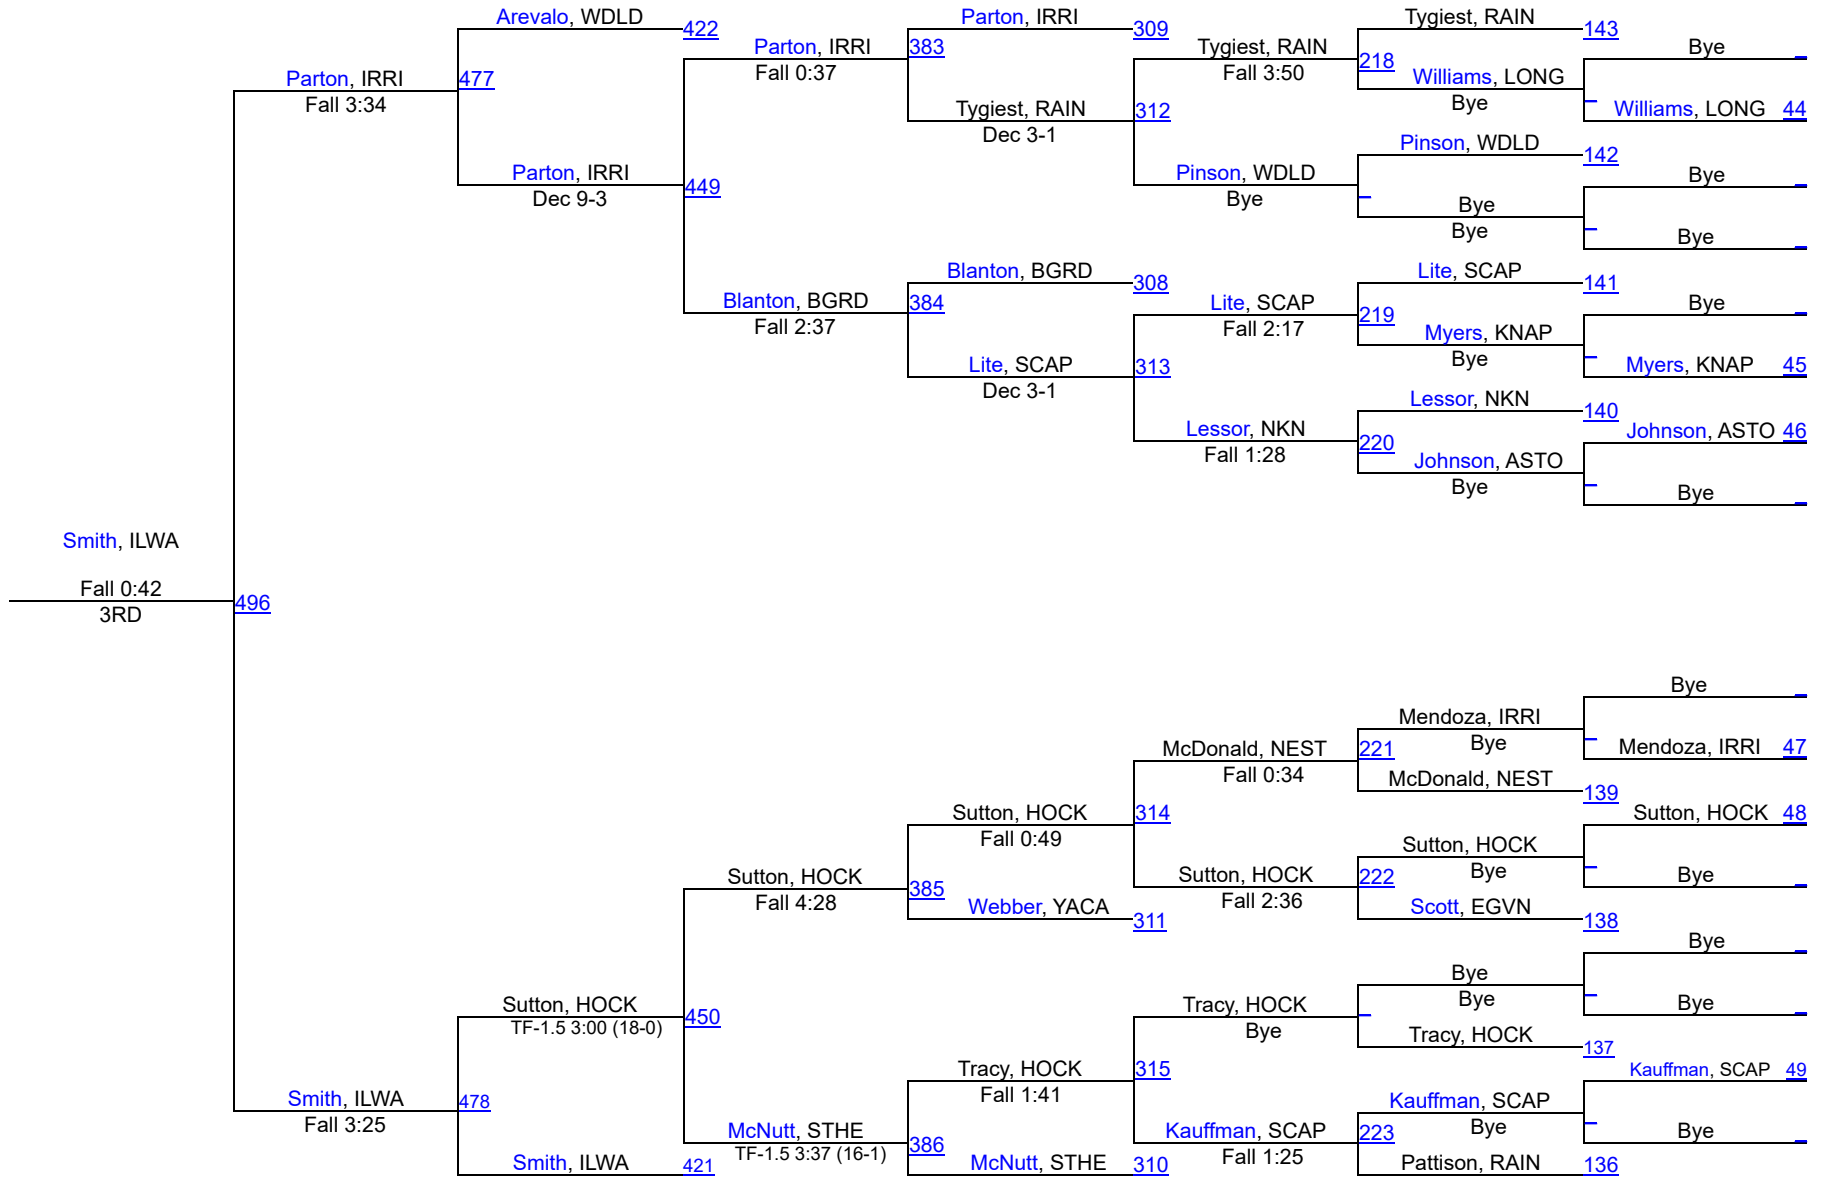 Arevalo, WDLD
422
Parton, IRRI
309
Tygiest, RAIN
143
Parton, IRRI
383
Tygiest, RAIN
Bye
Fall 0:37
Fall 3:50
218
Parton, IRRI
477
Williams, LONG
Fall 3:34
Bye
Tygiest, RAIN
312
Williams, LONG 44
Dec 3-1
Pinson, WDLD
142
Parton, IRRI
449
Pinson, WDLD
Bye
Dec 9-3
Bye
Bye
Bye
Bye
Blanton, BGRD
308
Lite, SCAP
141
Blanton, BGRD
384
Lite, SCAP
219
Bye
Fall 2:37
Fall 2:17
Myers, KNAP
Lite, SCAP
313
Bye
Myers, KNAP 45
Dec 3-1
Lessor, NKN
140
Lessor, NKN
220
Johnson, ASTO 46
Fall 1:28
Johnson, ASTO
Bye
Bye
Smith, ILWA
Fall 0:42
496
3RD
Bye
Mendoza, IRRI
McDonald, NEST
221
Bye
Mendoza, IRRI 47
Fall 0:34
McDonald, NEST
139
Sutton, HOCK
314
Sutton, HOCK 48
Fall 0:49
Sutton, HOCK
Sutton, HOCK
385
Sutton, HOCK
222
Bye
Bye
Fall 4:28
Fall 2:36
Webber, YACA
311
Scott, EGVN
138
Bye
Bye
Sutton, HOCK
450
Tracy, HOCK
Bye
Bye
TF-1.5 3:00 (18-0)
Bye
Tracy, HOCK
137
Tracy, HOCK
315
Kauffman, SCAP 49
Fall 1:41
Smith, ILWA
478
Kauffman, SCAP
Fall 3:25
McNutt, STHE
386
Kauffman, SCAP
223
Bye
Bye
TF-1.5 3:37 (16-1)
Fall 1:25
Smith, ILWA
421
McNutt, STHE
310
Pattison, RAIN
136